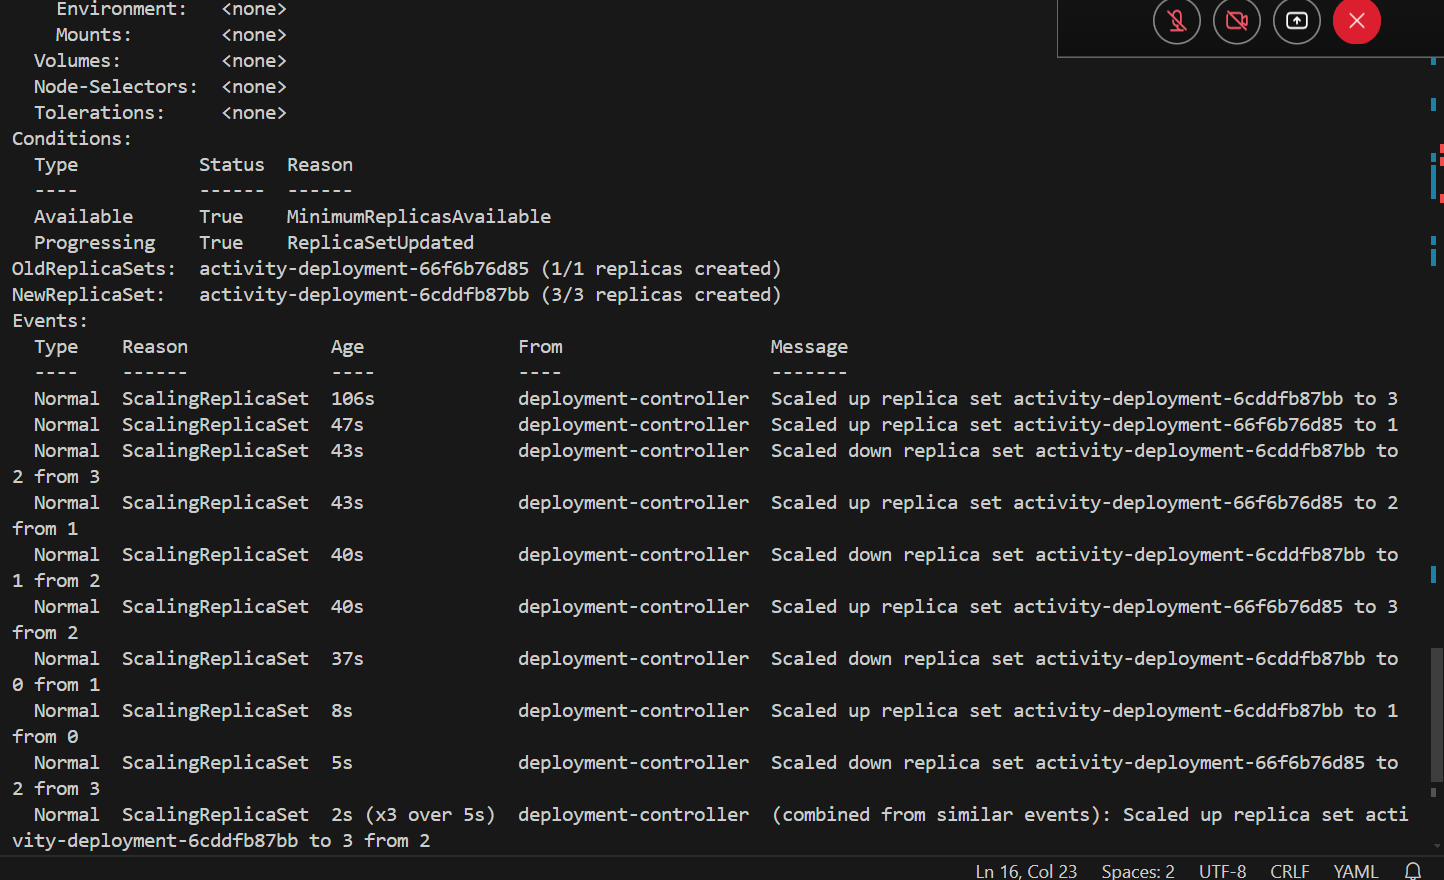 Environment:   <none>
    Mounts:        <none>
  Volumes:         <none>
  Node-Selectors:  <none>
  Tolerations:     <none>
Conditions:
  Type           Status  Reason
  ----           ------  ------
  Available      True    MinimumReplicasAvailable
  Progressing    True    ReplicaSetUpdated
OldReplicaSets:  activity-deployment-66f6b76d85 (1/1 replicas created)
NewReplicaSet:   activity-deployment-6cddfb87bb (3/3 replicas created)
Events:
  Type    Reason             Age              From                   Message
  ----    ------             ----             ----                   -------
  Normal  ScalingReplicaSet  106s             deployment-controller  Scaled up replica set activity-deployment-6cddfb87bb to 3
  Normal  ScalingReplicaSet  47s              deployment-controller  Scaled up replica set activity-deployment-66f6b76d85 to 1
  Normal  ScalingReplicaSet  43s              deployment-controller  Scaled down replica set activity-deployment-6cddfb87bb to
2 from 3
  Normal  ScalingReplicaSet  43s              deployment-controller  Scaled up replica set activity-deployment-66f6b76d85 to 2
from 1
  Normal  ScalingReplicaSet  40s              deployment-controller  Scaled down replica set activity-deployment-6cddfb87bb to
1 from 2
  Normal  ScalingReplicaSet  40s              deployment-controller  Scaled up replica set activity-deployment-66f6b76d85 to 3
from 2
  Normal  ScalingReplicaSet  37s              deployment-controller  Scaled down replica set activity-deployment-6cddfb87bb to
0 from 1
  Normal  ScalingReplicaSet  8s               deployment-controller  Scaled up replica set activity-deployment-6cddfb87bb to 1
from 0
  Normal  ScalingReplicaSet  5s               deployment-controller  Scaled down replica set activity-deployment-66f6b76d85 to
2 from 3
  Normal  ScalingReplicaSet  2s (x3 over 5s)  deployment-controller  (combined from similar events): Scaled up replica set acti
vity-deployment-6cddfb87bb to 3 from 2
Ln 16, Col 23  Spaces: 2  UTF-8  CRLF  YAML